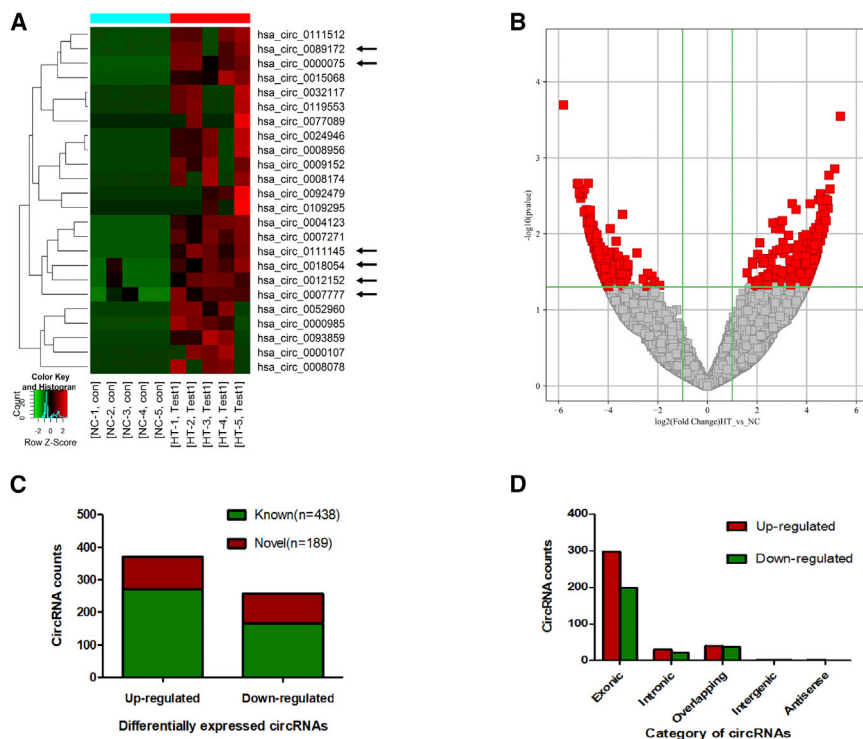 A
hsa_circ_0111512
hsa_circ_0089172
hsa_circ_0000075
hsa_circ_0015068
hsa_circ_0032117
hsa_circ_0119553
hsa_circ_0077089
hsa_circ_0024946
hsa_circ_0008956
hsa_circ_0009152
hsa_circ_0008174
hsa_circ_0092479
hsa_circ_0109295
hsa_circ_0004123
hsa_circ_0007271
hsa_circ_0111145
hsa_circ_0018054
hsa_circ_0012152
hsa_circ_0007777
hsa_circ_0052960
hsa_circ_0000985
hsa_circ_0093859
hsa_circ_0000107
hsa_circ_0008078
Color Key
and Histogram
Count
0 20
-2 0 2
Row Z-Score
[NC-1, con]
[NC-2, con]
[NC-3, con]
[NC-4, con]
[NC-5, con]
[HT-1, Test1]
[HT-2, Test1]
[HT-3, Test1]
[HT-4, Test1]
[HT-5, Test1]
B
-log10(pvalue)
4
3
2
1
0
−6 −4 −2 0 2 4 6
log2(Fold Change)HT_vs_NC
C
CircRNA counts
500
400
300
200
100
0
Known(n=438)
Novel(n=189)
Up-regulated Down-regulated
Differentially expressed circRNAs
D
CircRNA counts
400
300
200
100
0
Up-regulated
Down-regulated
Exonic
Intronic
Overlapping
Intergenic
Antisense
Category of circRNAs